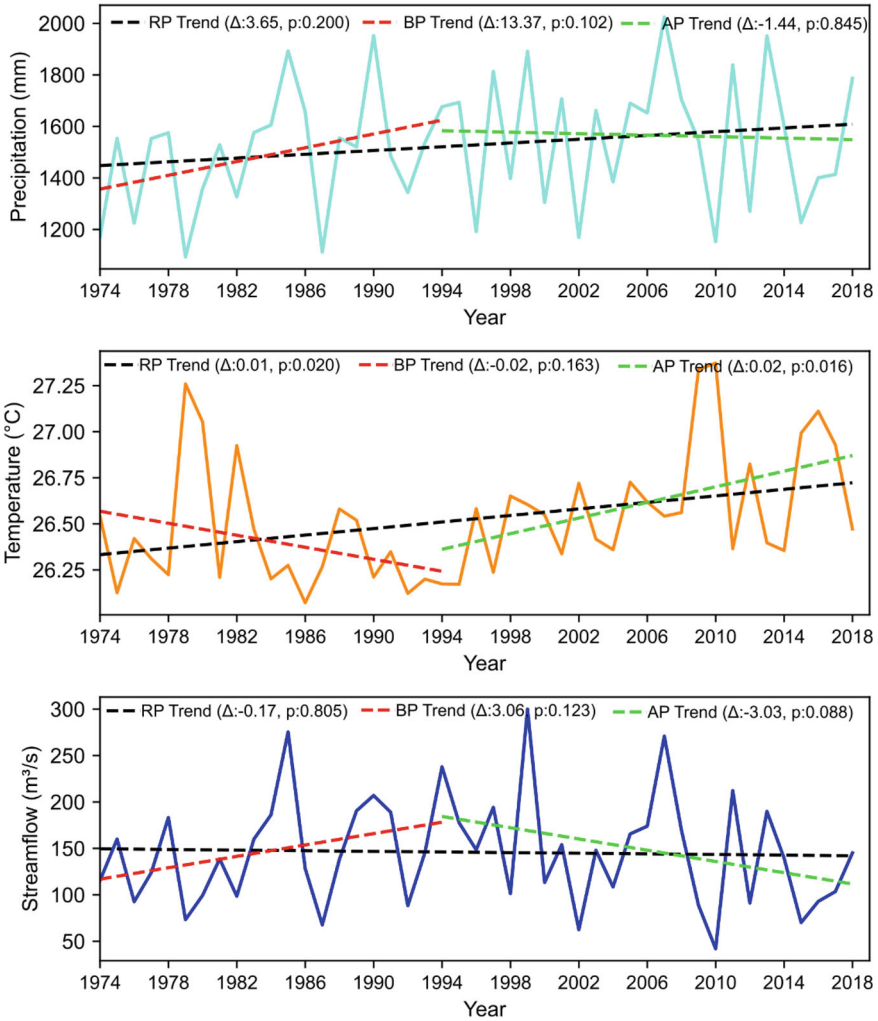 RP Trend (Δ:3.65, p:0.200) BP Trend (Δ:13.37, p:0.102) AP Trend (Δ:-1.44, p:0.845)
Precipitation (mm)
2000
1800
1600
1400
1200
1974 1978 1982 1986 1990 1994 1998 2002 2006 2010 2014 2018
Year
RP Trend (Δ:0.01, p:0.020) BP Trend (Δ:-0.02, p:0.163) AP Trend (Δ:0.02, p:0.016)
Temperature (°C)
27.25
27.00
26.75
26.50
26.25
1974 1978 1982 1986 1990 1994 1998 2002 2006 2010 2014 2018
Year
RP Trend (Δ:-0.17, p:0.805) BP Trend (Δ:3.06, p:0.123) AP Trend (Δ:-3.03, p:0.088)
Streamflow (m³/s)
300
250
200
150
100
50
1974 1978 1982 1986 1990 1994 1998 2002 2006 2010 2014 2018
Year